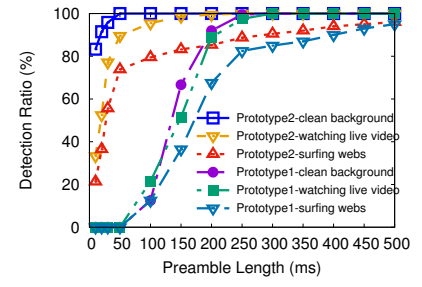 100
80
60
40
20
0
Detection Ratio (%)
Prototype2-clean background
Prototype2-watching live video
Prototype2-surfing webs
Prototype1-clean background
Prototype1-watching live video
Prototype1-surfing webs
0 50 100 150 200 250 300 350 400 450 500
Preamble Length (ms)